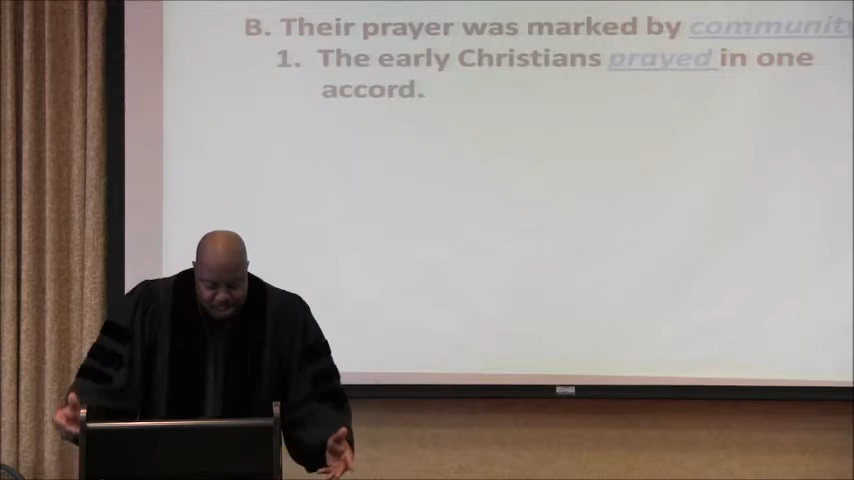 B. Their prayer was marked by community
1. The early Christians prayed in one
accord.